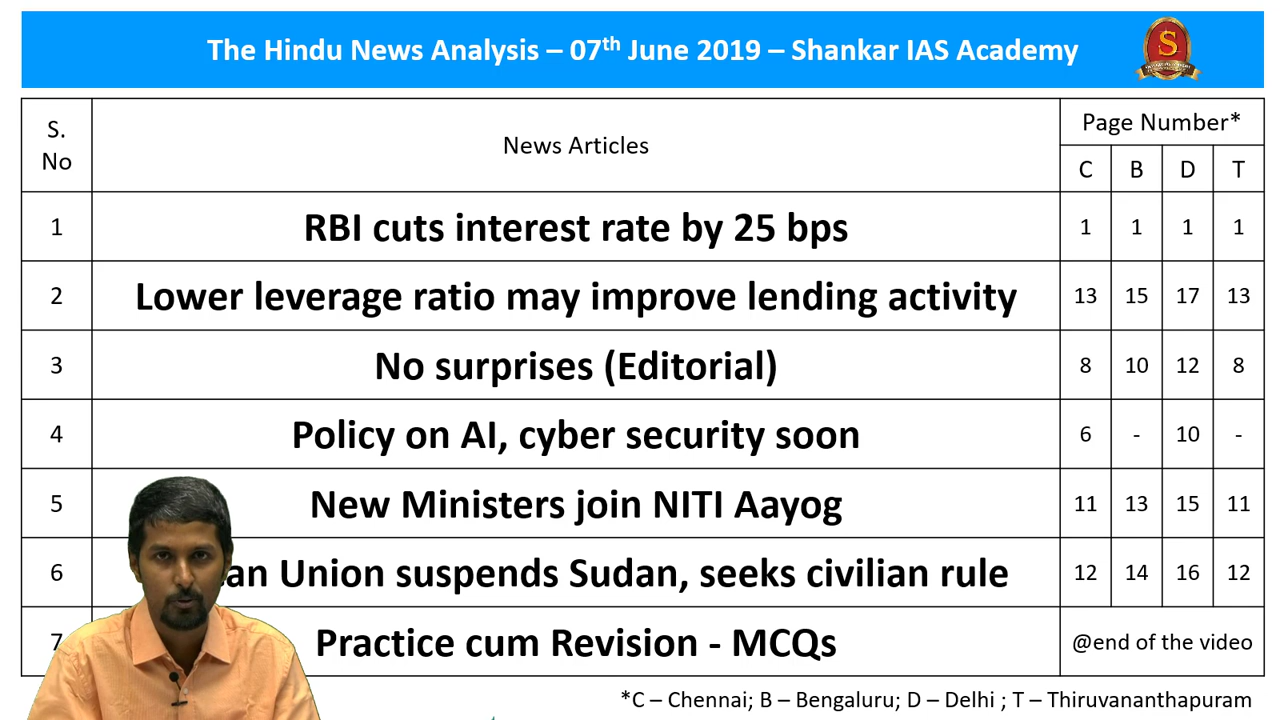 The Hindu News Analysis – 07th June 2019 – Shankar IAS Academy
S
S. No
News Articles
Page Number*
C B D T
1 RBI cuts interest rate by 25 bps 1 1 1 1
2 Lower leverage ratio may improve lending activity 13 15 17 13
3 No surprises (Editorial) 8 10 12 8
4 Policy on AI, cyber security soon 6 - 10 -
5 New Ministers join NITI Aayog 11 13 15 11
6 an Union suspends Sudan, seeks civilian rule 12 14 16 12
7 Practice cum Revision - MCQs @end of the video
*C – Chennai; B – Bengaluru; D – Delhi ; T – Thiruvananthapuram